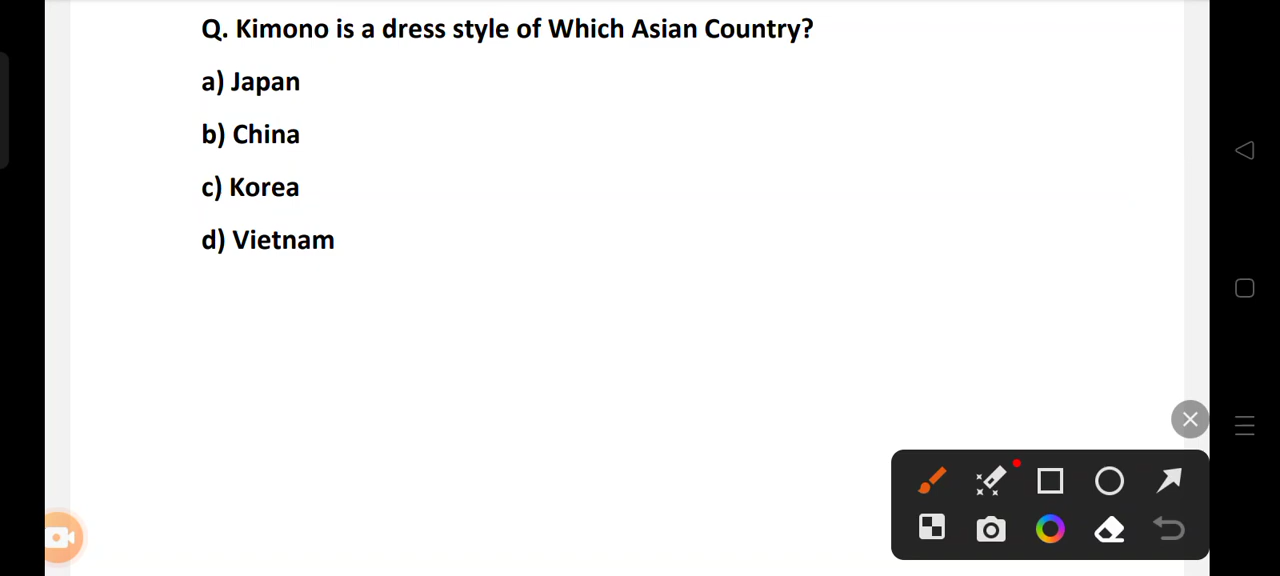 Q. Kimono is a dress style of Which Asian Country?
a) Japan
b) China
c) Korea
d) Vietnam